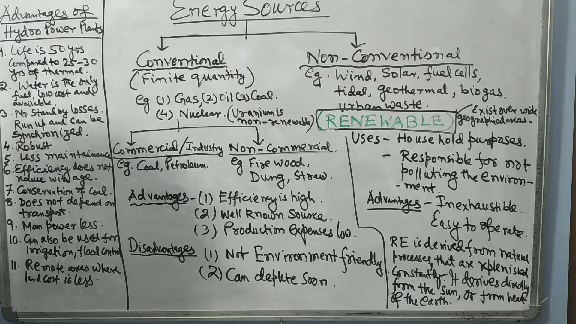 Energy Sources
Advantages of
Hydro Power Plants
1. Life is 50 yrs
compared to 25-30
yrs of thermal.
2. Water is the only
fuel, low cost and
available.
3. No Stand by losses
Run up and can be
synchronized.
4. Robust
5. Less maintainance
6. Efficiency does not
reduce with age.
7. Conservation of coal.
8. Does not depend on
transport.
9. Man power less.
10. Can also be used for
irrigation, flood control
11. Remote areas where
land cost is less
Conventional
(Finite quantity)
Eg (1) Gas (2) Oil (3) Coal.
(4) Nuclear. (Uranium is
non-renewable)
Commercial/Industry
Eg. Coal, Petroleum.
Non-Commercial
Eg Fire wood,
Dung, Straw.
Advantages - (1) Efficiency is high.
(2) Well Known Source.
(3) Production Expenses low.
Disadvantages (1) Not Environment friendly
(2) Can deplete soon.
Non-Conventional
Eg. Wind, Solar, fuel cells,
tidal, geothermal, biogas,
urban waste.
RENEWABLE
Exist over wide
geographical areas.
Uses - House hold purposes.
- Responsible for not
polluting the Environ-
ment.
Advantages - Inexhaustible.
Easy to operate.
RE is derived from natural
processes, that are replenished
constantly - It derives directly
from the sun, or from heat
of the Earth.